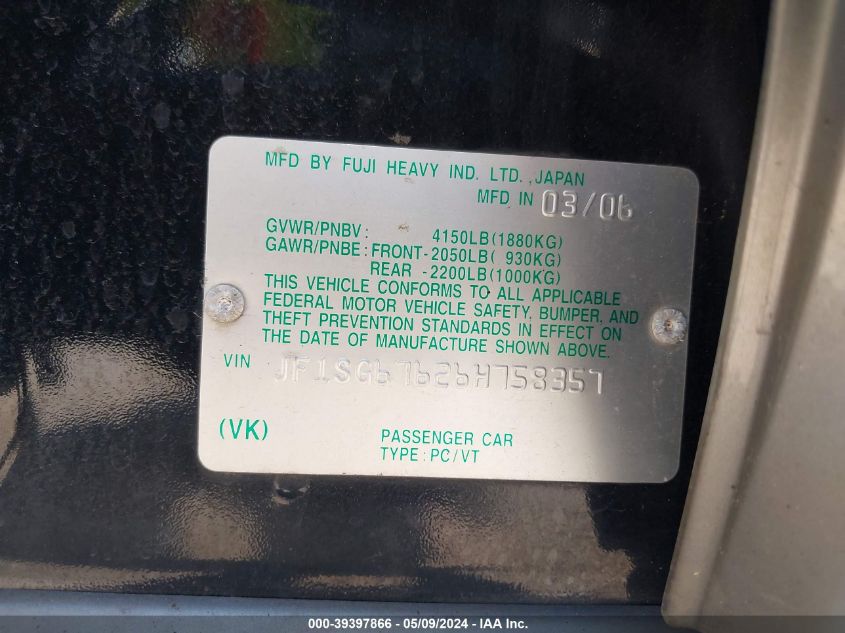 MFD BY FUJI HEAVY IND. LTD., JAPAN
MFD IN 03/06
GVWR/PNBV: 4150LB(1880KG)
GAWR/PNBE: FRONT-2050LB( 930KG)
REAR -2200LB(1000KG)
THIS VEHICLE CONFORMS TO ALL APPLICABLE
FEDERAL MOTOR VEHICLE SAFETY, BUMPER, AND
THEFT PREVENTION STANDARDS IN EFFECT ON
THE DATE OF MANUFACTURE SHOWN ABOVE.
VIN JF1SG67626H758357
(VK)
PASSENGER CAR
TYPE: PC/VT
000-39397866 - 05/09/2024 - IAA Inc.